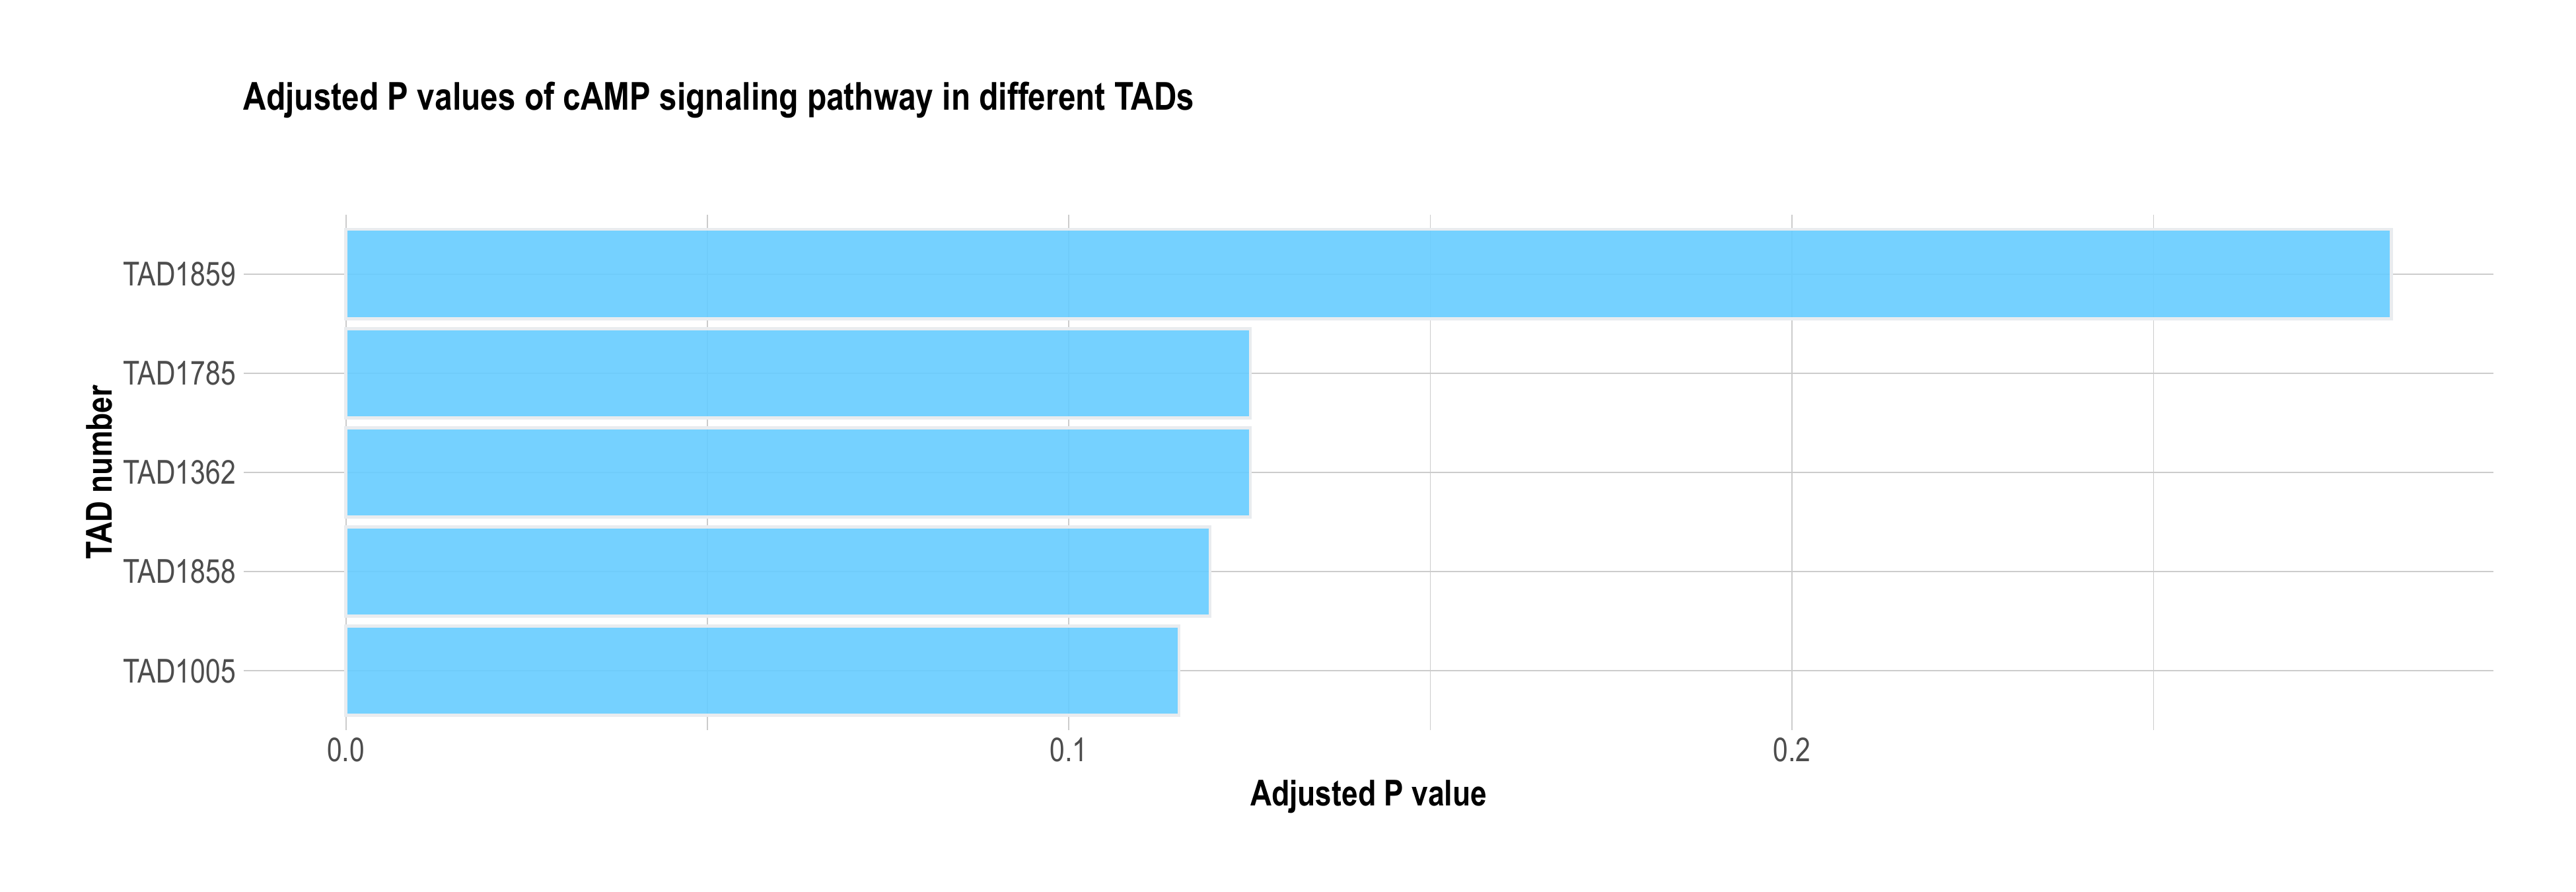 Adjusted P values of cAMP signaling pathway in different TADs
TAD number
TAD1859
TAD1785
TAD1362
TAD1858
TAD1005
0.0 0.1 0.2
Adjusted P value